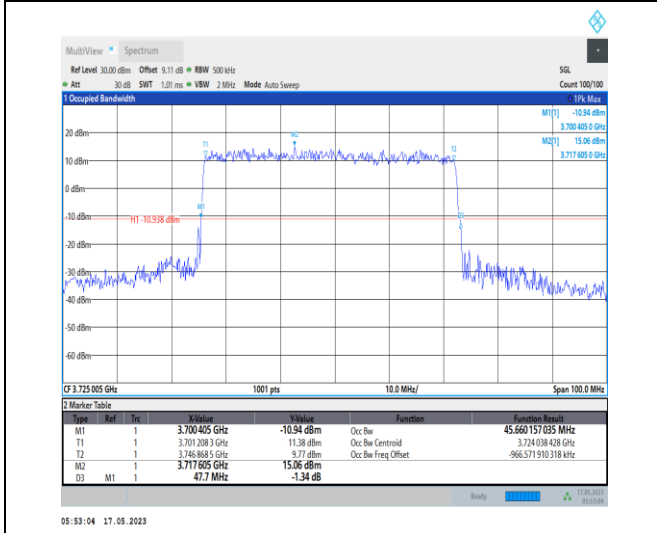 MultiView Spectrum
Ref Level 30.00 dBm Offset 9.11 dB RBW 500 kHz SGL
Att 30 dB SWT 1.01 ms VBW 2 MHz Mode Auto Sweep Count 100/100
1 Occupied Bandwidth 1Pk Max
M1[1] -10.94 dBm
3.700 405 0 GHz
M2[1] 15.06 dBm
3.717 605 0 GHz
20 dBm
M2
T1
T2
10 dBm
0 dBm
M1
-10 dBm
H1 -10.938 dBm
D3
-20 dBm
-30 dBm
-40 dBm
-50 dBm
-60 dBm
CF 3.725 005 GHz 1001 pts 10.0 MHz/ Span 100.0 MHz
2 Marker Table
Type Ref Trc X-Value Y-Value Function Function Result
M1 1 3.700 405 GHz -10.94 dBm Occ Bw 45.660 157 035 MHz
T1 1 3.701 208 3 GHz 11.38 dBm Occ Bw Centroid 3.724 038 428 GHz
T2 1 3.746 868 5 GHz 9.77 dBm Occ Bw Freq Offset -966.571 910 318 kHz
M2 1 3.717 605 GHz 15.06 dBm
D3 M1 1 47.7 MHz -1.34 dB
Ready 17.05.2023
05:53:04
05:53:04 17.05.2023